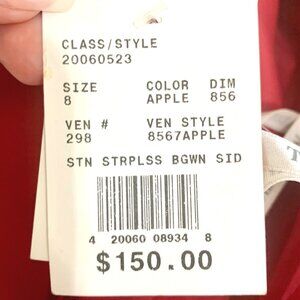 CLASS/STYLE
20060523
SIZE COLOR DIM
8 APPLE 856
VEN # VEN STYLE
298 8567APPLE
STN STRPLSS BGWN SID
4 20060 08934 8
$150.00